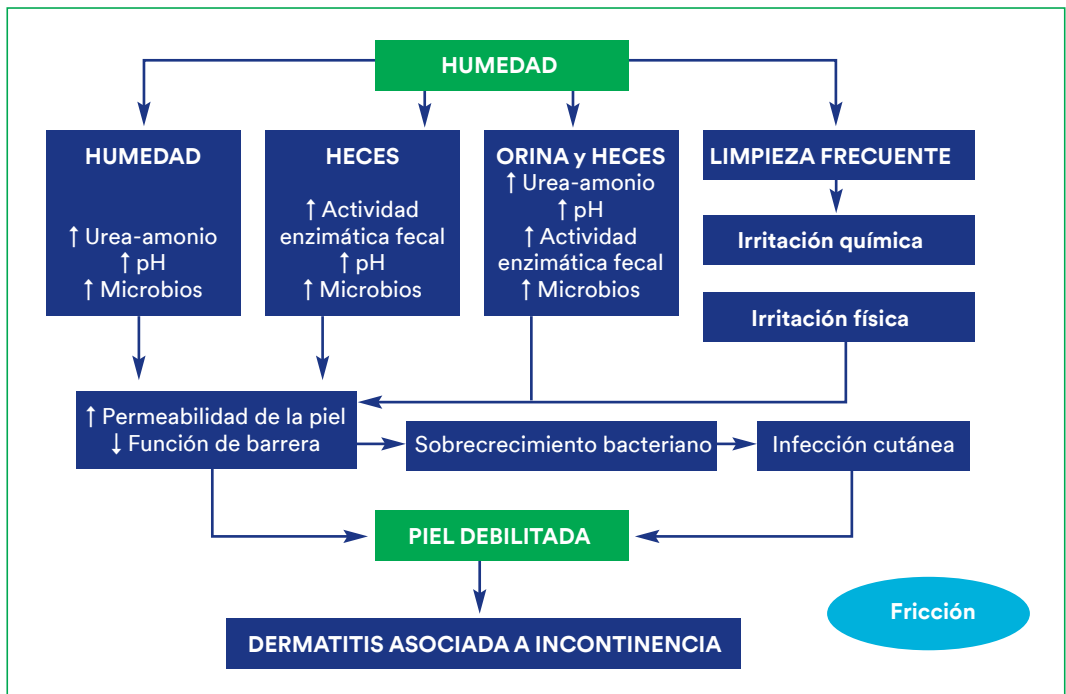 HUMEDAD
HUMEDAD
↑ Urea-amonio
↑ pH
↑ Microbios
HECES
↑ Actividad
enzimática fecal
↑ pH
↑ Microbios
ORINA y HECES
↑ Urea-amonio
↑ pH
↑ Actividad
enzimática fecal
↑ Microbios
LIMPIEZA FRECUENTE
Irritación química
Irritación física
↑ Permeabilidad de la piel
↓ Función de barrera
Sobrecrecimiento bacteriano
Infección cutánea
PIEL DEBILITADA
Fricción
DERMATITIS ASOCIADA A INCONTINENCIA